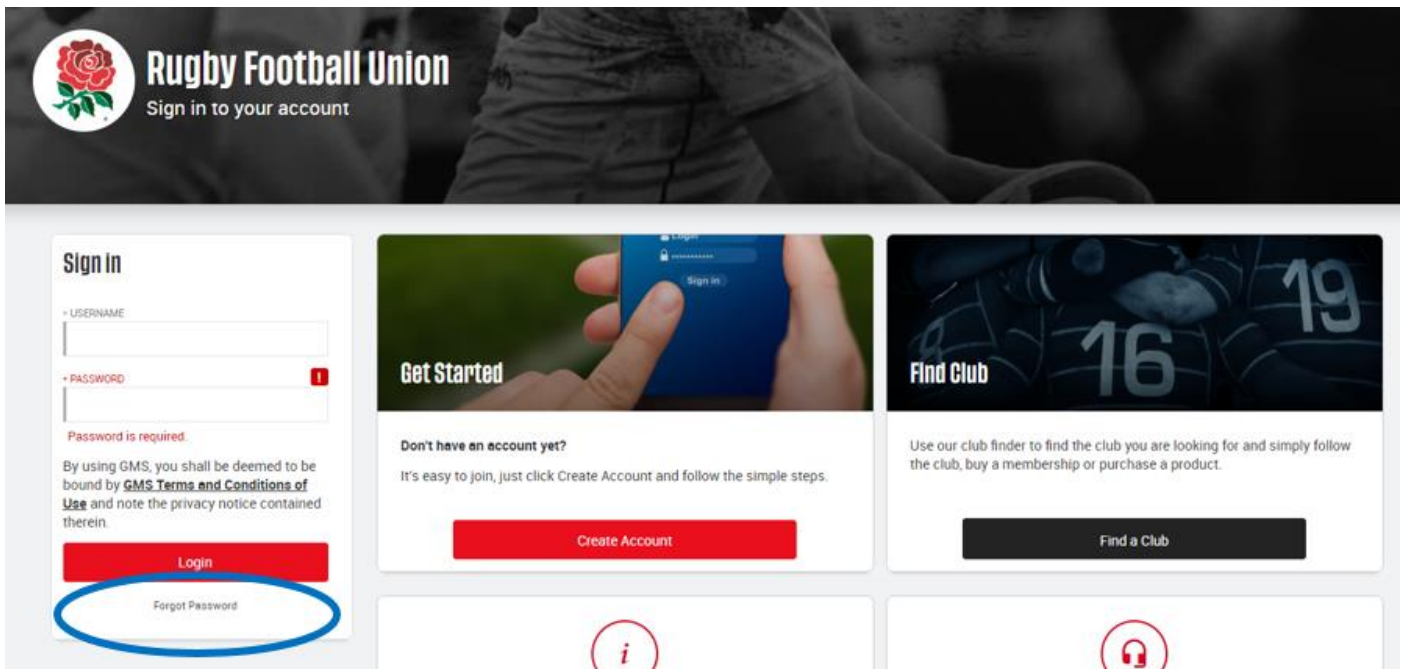 Rugby Football Union
Sign in to your account
Sign in
* USERNAME
* PASSWORD
!
Password is required.
By using GMS, you shall be deemed to be
bound by GMS Terms and Conditions of
Use and note the privacy notice contained
therein.
Login
Forgot Password
Login
Sign in
Get Started
Don't have an account yet?
It's easy to join, just click Create Account and follow the simple steps.
Create Account
19
16
Find Club
Use our club finder to find the club you are looking for and simply follow
the club, buy a membership or purchase a product.
Find a Club
i